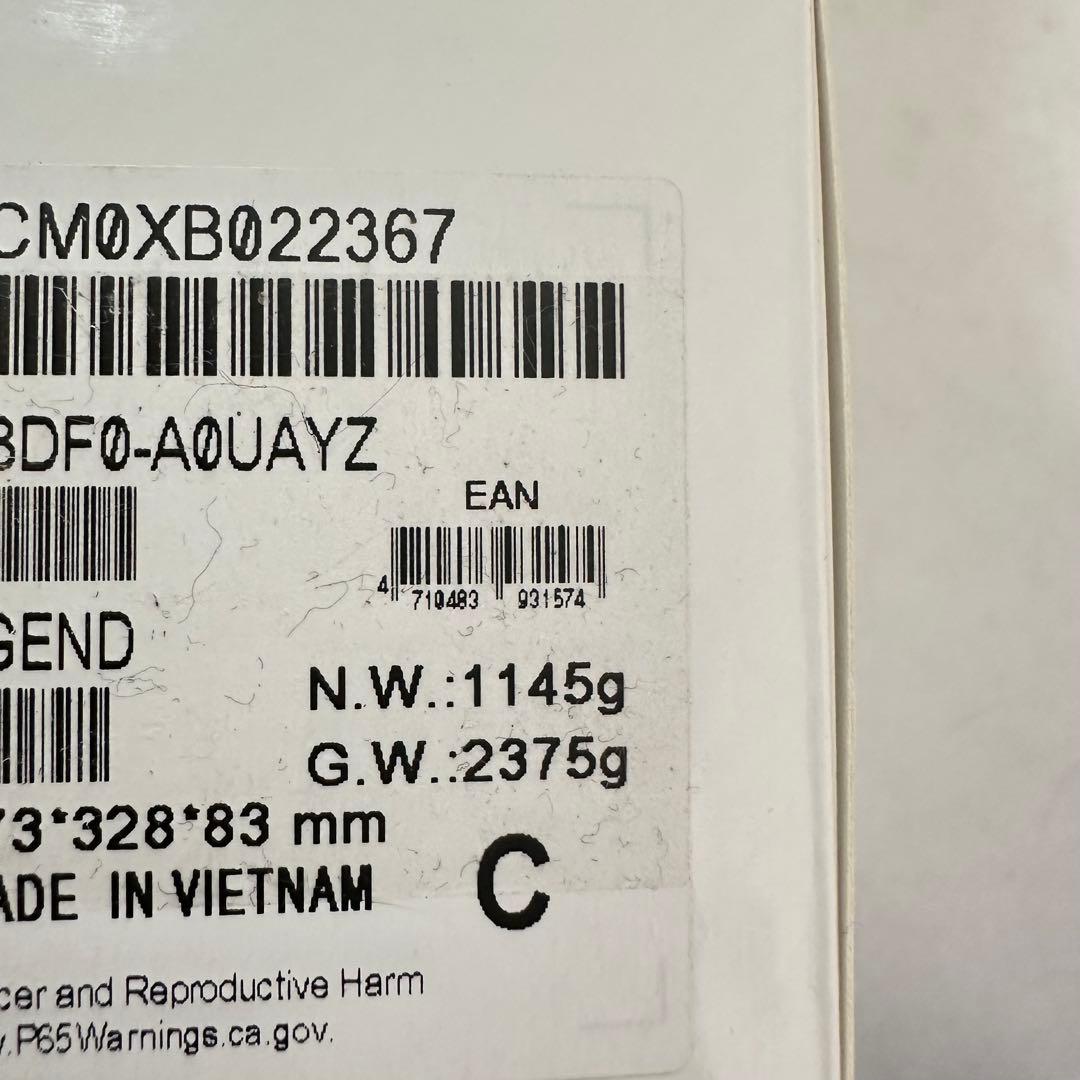 CM0XB022367
BDF0-A0UAYZ
EAN
4 710483 931574
GEND
N.W.:1145g
G.W.:2375g
73*328*83 mm
ADE IN VIETNAM
C
cer and Reproductive Harm
.P65Warnings.ca.gov.